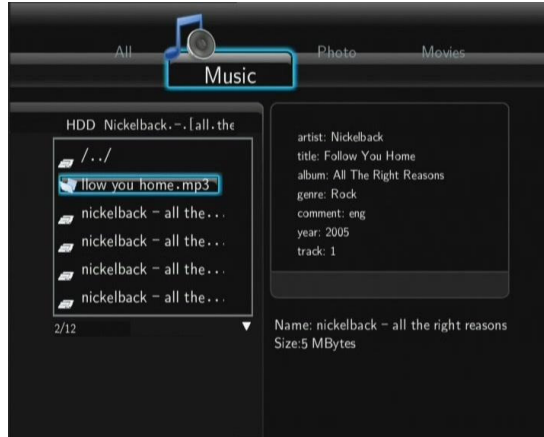 All
Music
Photo
Movies
HDD Nickelback.-.[all.the
/../
llow you home.mp3
nickelback - all the...
nickelback - all the...
nickelback - all the...
nickelback - all the...
2/12
artist: Nickelback
title: Follow You Home
album: All The Right Reasons
genre: Rock
comment: eng
year: 2005
track: 1
Name: nickelback - all the right reasons
Size:5 MBytes